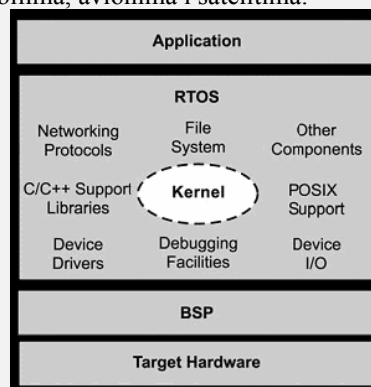 avionima i satelitima.
Application
RTOS
Networking Protocols
File System
Other Components
C/C++ Support Libraries
Kernel
POSIX Support
Device Drivers
Debugging Facilities
Device I/O
BSP
Target Hardware